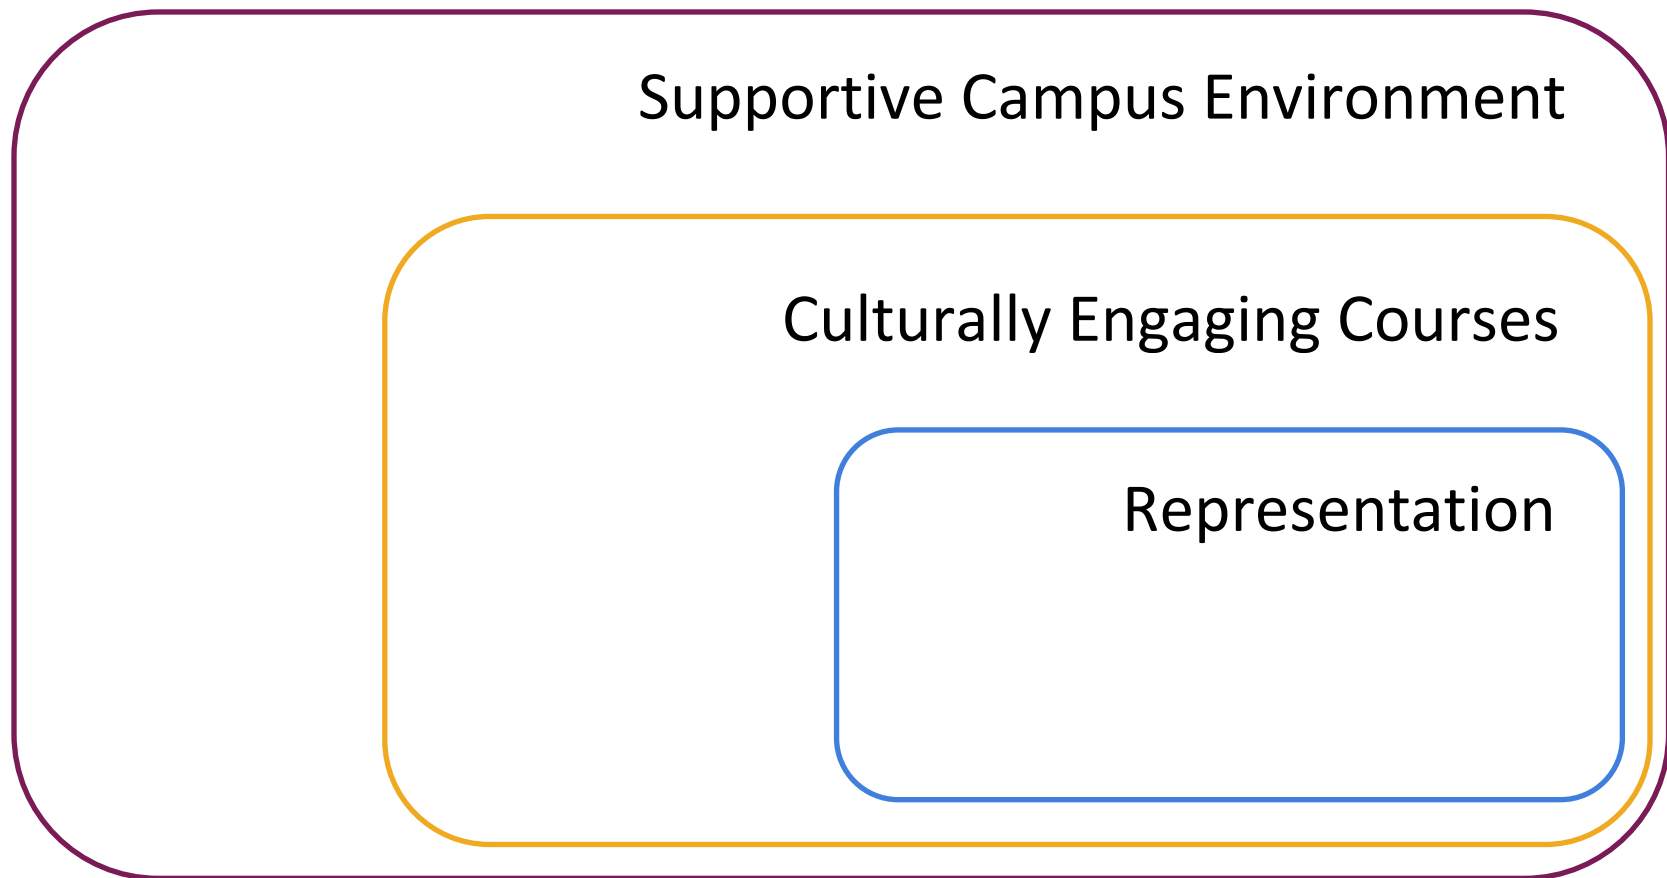 Supportive Campus Environment
Culturally Engaging Courses
Representation